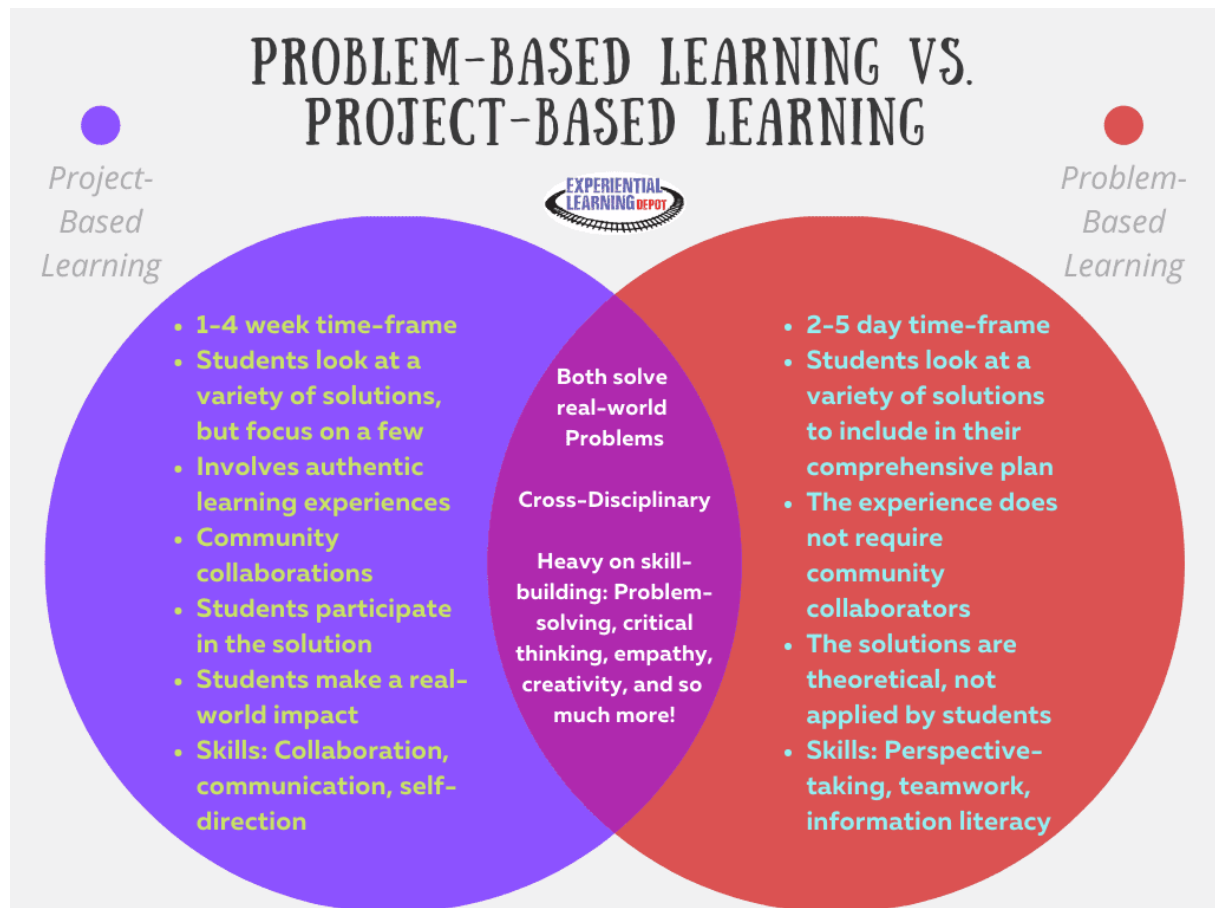 PROBLEM-BASED LEARNING VS.
PROJECT-BASED LEARNING
Project-
Based
Learning
EXPERIENTIAL
LEARNING DEPOT
Problem-
Based
Learning
• 1-4 week time-frame
• Students look at a
variety of solutions,
but focus on a few
• Involves authentic
learning experiences
• Community
collaborations
• Students participate
in the solution
• Students make a real-
world impact
• Skills: Collaboration,
communication, self-
direction
Both solve
real-world
Problems
Cross-Disciplinary
Heavy on skill-
building: Problem-
solving, critical
thinking, empathy,
creativity, and so
much more!
• 2-5 day time-frame
• Students look at a
variety of solutions
to include in their
comprehensive plan
• The experience does
not require
community
collaborators
• The solutions are
theoretical, not
applied by students
• Skills: Perspective-
taking, teamwork,
information literacy